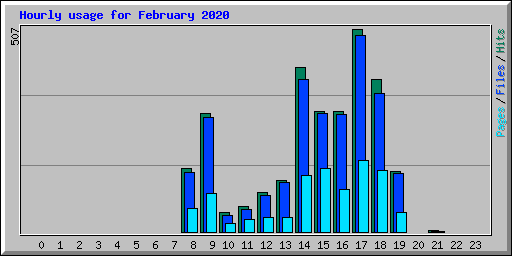 Hourly usage for February 2020
507
Pages / Files / Hits
0 1 2 3 4 5 6 7 8 9 10 11 12 13 14 15 16 17 18 19 20 21 22 23